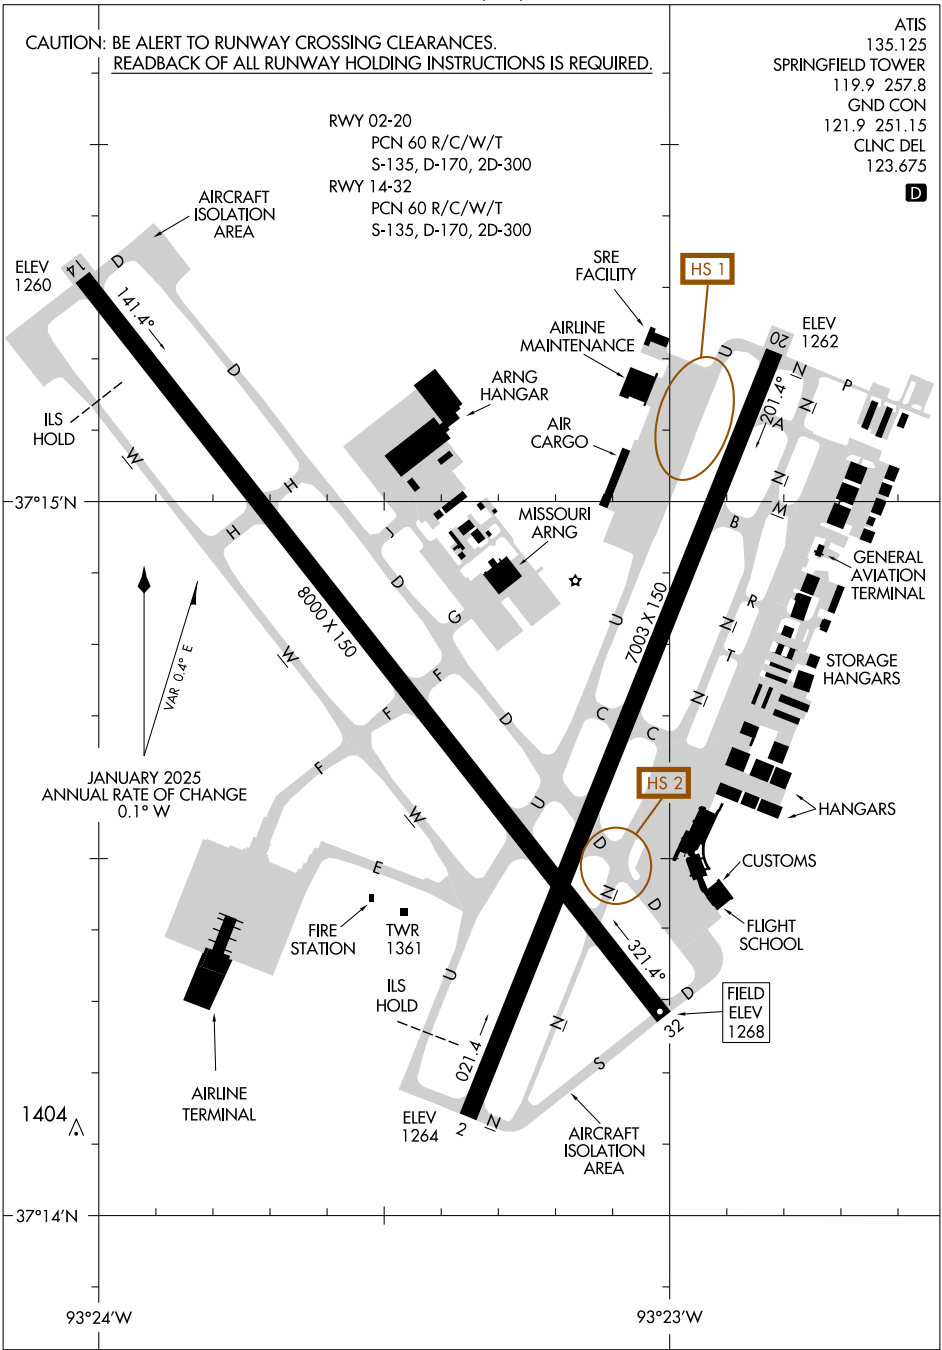 CAUTION: BE ALERT TO RUNWAY CROSSING CLEARANCES.
READBACK OF ALL RUNWAY HOLDING INSTRUCTIONS IS REQUIRED.
ATIS
135.125
SPRINGFIELD TOWER
119.9 257.8
GND CON
121.9 251.15
CLNC DEL
123.675
D
RWY 02-20
PCN 60 R/C/W/T
S-135, D-170, 2D-300
RWY 14-32
PCN 60 R/C/W/T
S-135, D-170, 2D-300
AIRCRAFT
ISOLATION
AREA
ELEV
1260
14
D
141.4°
D
ILS
HOLD
W
SRE
FACILITY
HS 1
AIRLINE
MAINTENANCE
ARNG
HANGAR
AIR
CARGO
U
20
ELEV
1262
N
P
N
201.4°
A
N
W
B
37°15'N
H
H
H
J
D
G
MISSOURI
ARNG
GENERAL
AVIATION
TERMINAL
8000 X 150
7003 X 150
U
R
N
T
N
STORAGE
HANGARS
VAR 0.4° E
W
F
F
F
D
C
C
JANUARY 2025
ANNUAL RATE OF CHANGE
0.1° W
HS 2
HANGARS
W
U
D
E
N
D
CUSTOMS
FLIGHT
SCHOOL
FIRE
STATION
TWR
1361
321.4°
U
ILS
HOLD
D
FIELD
ELEV
1268
32
N
021.4
S
AIRLINE
TERMINAL
1404
ELEV
1264
2
N
AIRCRAFT
ISOLATION
AREA
37°14'N
93°24'W
93°23'W